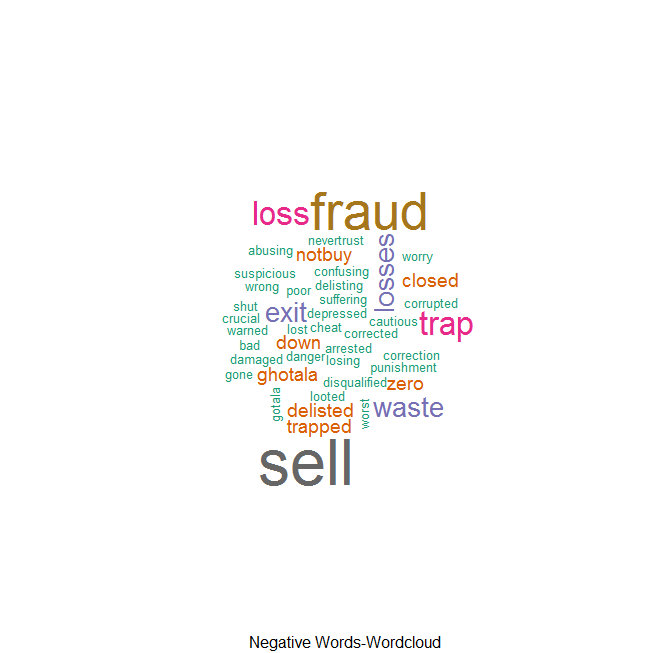 loss fraud
nevertrust
abusing notbuy losses worry
suspicious confusing closed
wrong poor delisting
suffering corrupted
shut exit depressed
crucial cautious trap
warned lost cheat corrected
bad down arrested
damaged danger losing correction
punishment
gone ghotala disqualified zero
looted
gotala delisted worst waste
trapped
sell
Negative Words-Wordcloud